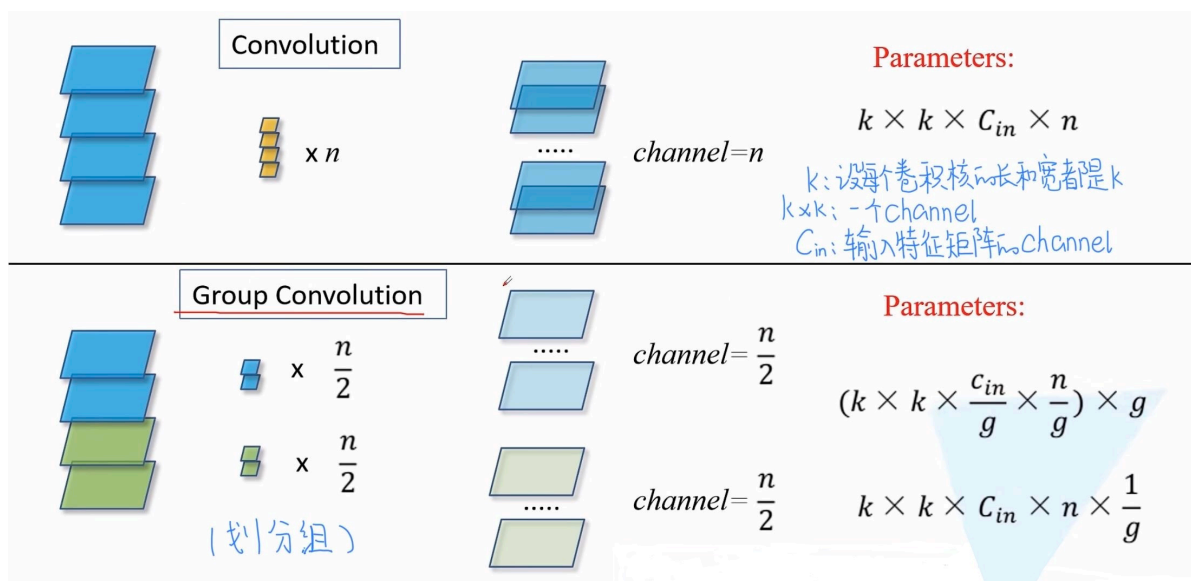 Convolution
x n
.....
channel=n
Parameters:
k × k × C_in × n
k:设每个卷积核的长和宽都是k
k×k:一个channel
Cin:输入特征矩阵的channel
Group Convolution
x n/2
.....
channel= n/2
Parameters:
(k × k × c_in/g × n/g) × g
x n/2
.....
channel= n/2
k × k × C_in × n × 1/g
(划分组)